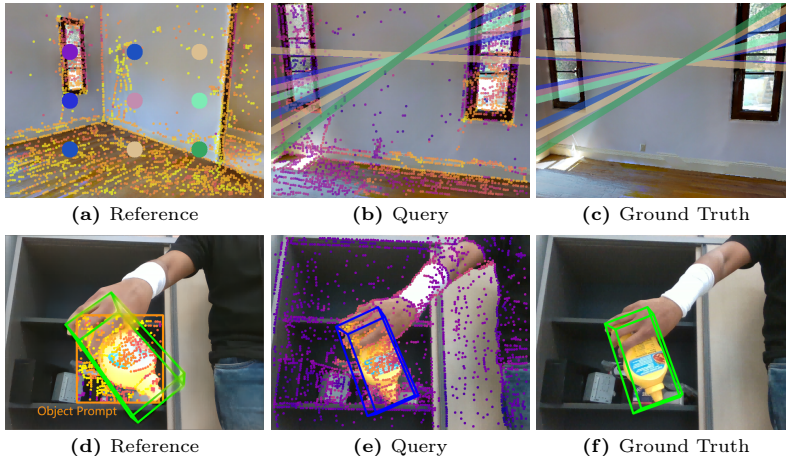 (a) Reference
(b) Query
(c) Ground Truth
Object Prompt
(d) Reference
(e) Query
(f) Ground Truth